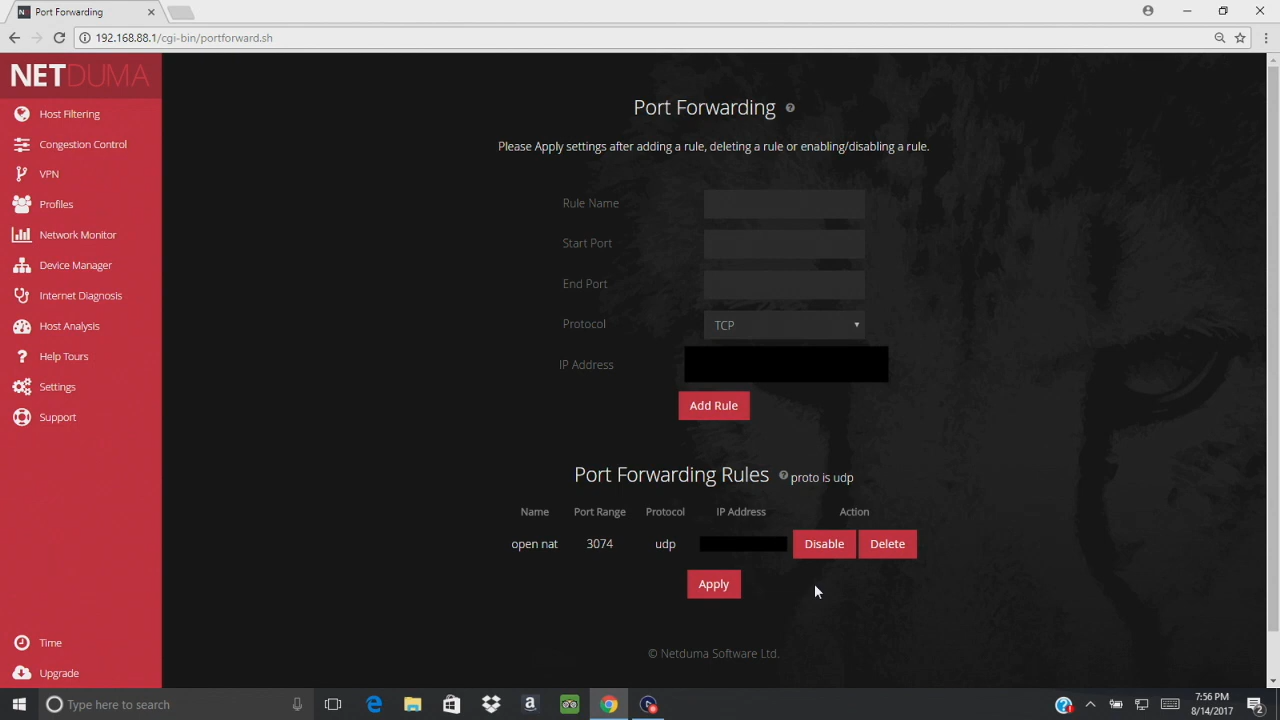 Port Forwarding
192.168.88.1/cgi-bin/portforward.sh
NETDUMA
Host Filtering
Congestion Control
VPN
Profiles
Network Monitor
Device Manager
Internet Diagnosis
Host Analysis
Help Tours
Settings
Support
Time
Upgrade
Port Forwarding
Please Apply settings after adding a rule, deleting a rule or enabling/disabling a rule.
Rule Name
Start Port
End Port
Protocol TCP
IP Address
Add Rule
Port Forwarding Rules proto is udp
Name Port Range Protocol IP Address Action
open nat 3074 udp Disable Delete
Apply
© Netduma Software Ltd.
Type here to search
7:56 PM
8/14/2017